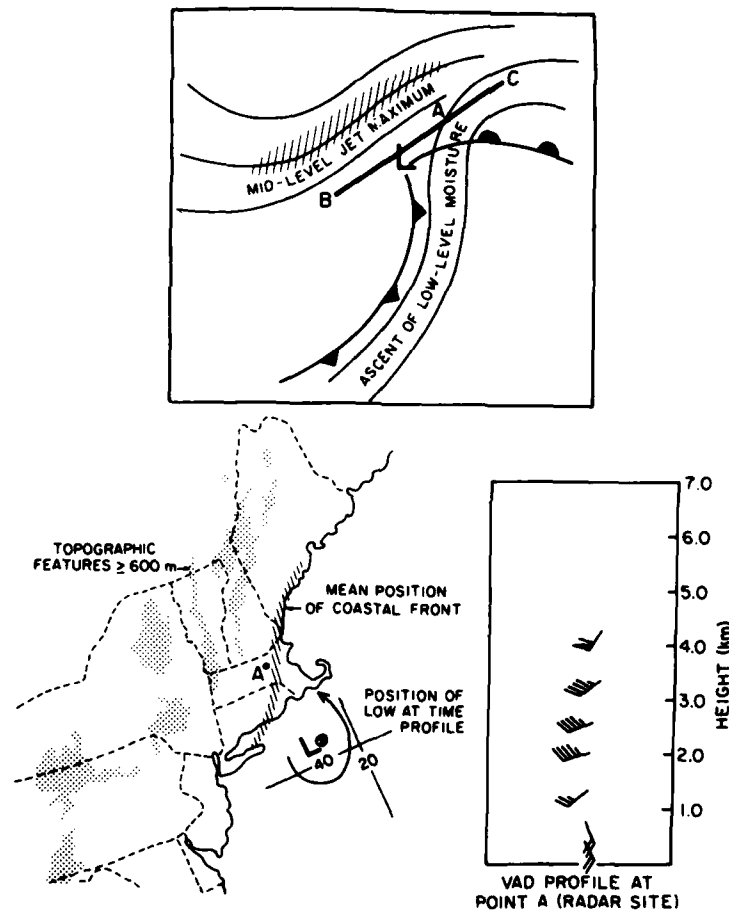 MID-LEVEL JET MAXIMUM
ASCENT OF LOW-LEVEL MOISTURE
A
B
C
L
TOPOGRAPHIC
FEATURES ≥ 600 m
MEAN POSITION
OF COASTAL FRONT
A
POSITION OF
LOW AT TIME
PROFILE
L
40
20
7.0
6.0
5.0
4.0
3.0
2.0
1.0
HEIGHT (km)
VAD PROFILE AT
POINT A (RADAR SITE)